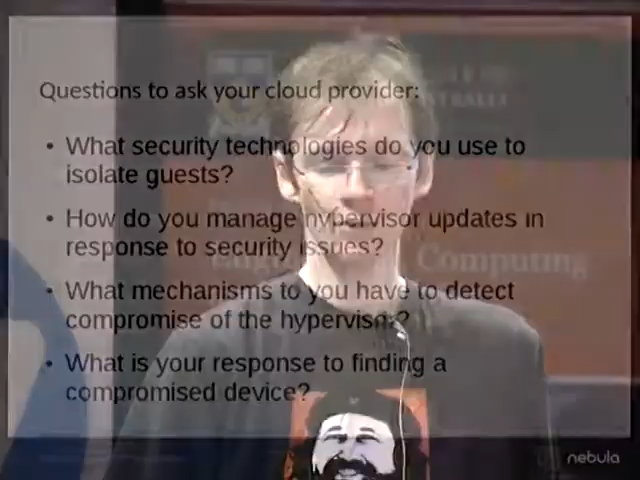 Questions to ask your cloud provider:
• What security technologies do you use to
isolate guests?
• How do you manage hypervisor updates in
response to security issues?
• What mechanisms to you have to detect
compromise of the hypervisor?
• What is your response to finding a
compromised device?
Computing
nebula